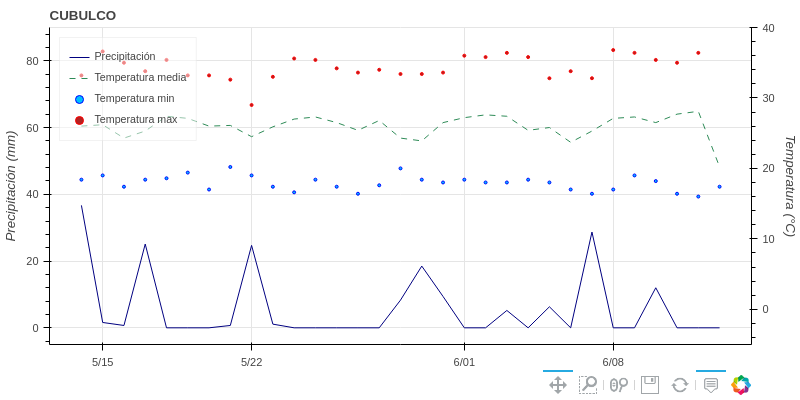 CUBULCO
Precipitación (mm)
80
60
40
20
0
Precipitación
Temperatura media
Temperatura min
Temperatura max
40
30
20
10
0
Temperatura (°C)
5/15
5/22
6/01
6/08